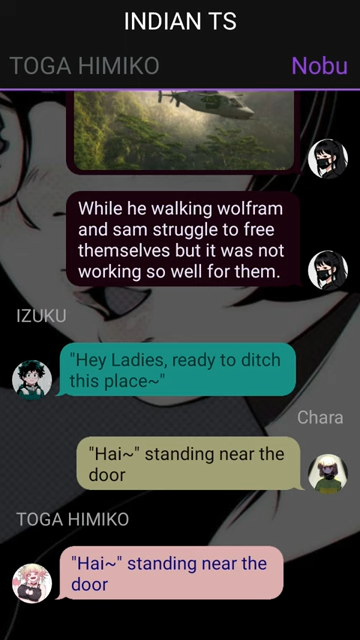 INDIAN TS
TOGA HIMIKO Nobu
While he walking wolfram
and sam struggle to free
themselves but it was not
working so well for them.
IZUKU
"Hey Ladies, ready to ditch
this place~"
Chara
"Hai~" standing near the
door
TOGA HIMIKO
"Hai~" standing near the
door